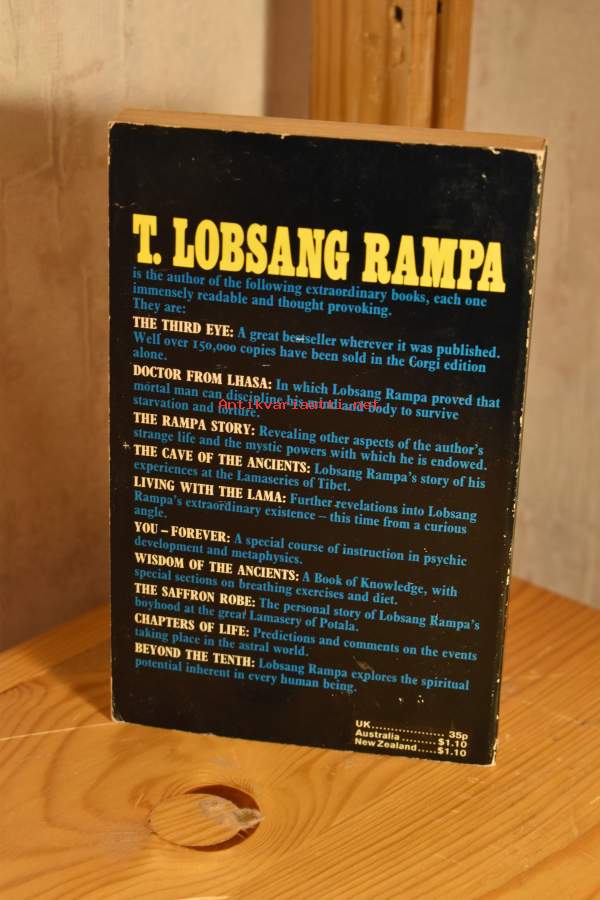 T. LOBSANG RAMPA
is the author of the following extraordinary books, each one
immensely readable and thought provoking.
They are:
THE THIRD EYE: A great bestseller wherever it was published.
Well over 150,000 copies have been sold in the Corgi edition
alone.
DOCTOR FROM LHASA: In which Lobsang Rampa proved that
mortal man can discipline his mind and body to survive
starvation and torture.
Antikvariaatti.net
THE RAMPA STORY: Revealing other aspects of the author's
strange life and the mystic powers with which he is endowed.
THE CAVE OF THE ANCIENTS: Lobsang Rampa's story of his
experiences at the Lamaseries of Tibet.
LIVING WITH THE LAMA: Further revelations into Lobsang
Rampa's extraordinary existence – this time from a curious
angle.
YOU – FOREVER: A special course of instruction in psychic
development and metaphysics.
WISDOM OF THE ANCIENTS: A Book of Knowledge, with
special sections on breathing exercises and diet.
THE SAFFRON ROBE: The personal story of Lobsang Rampa's
boyhood at the great Lamasery of Potala.
CHAPTERS OF LIFE: Predictions and comments on the events
taking place in the astral world.
BEYOND THE TENTH: Lobsang Rampa explores the spiritual
potential inherent in every human being.
UK................... 35p
Australia.........$1.10
New Zealand.....$1.10